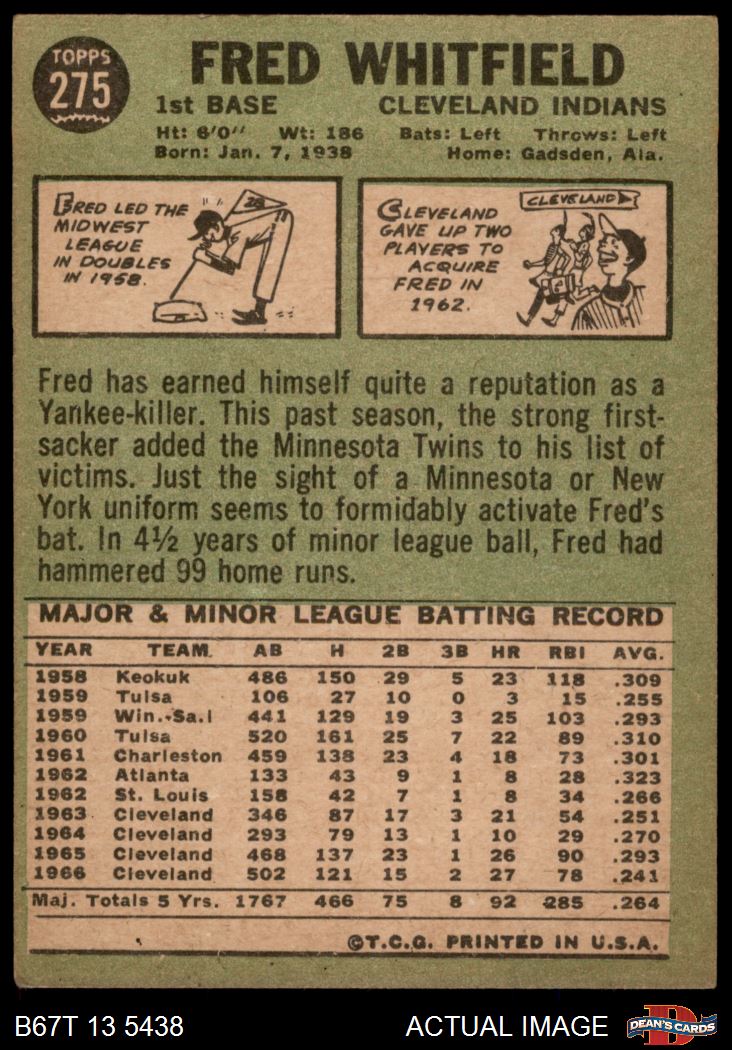 TOPPS
275
FRED WHITFIELD
1st BASE CLEVELAND INDIANS
Ht: 6'0" Wt: 186 Bats: Left Throws: Left
Born: Jan. 7, 1938 Home: Gadsden, Ala.
FRED LED THE
MIDWEST
LEAGUE
IN DOUBLES
IN 1958.
2B
CLEVELAND
GAVE UP TWO
PLAYERS TO
ACQUIRE
FRED IN
1962.
CLEVELAND
Fred has earned himself quite a reputation as a
Yankee-killer. This past season, the strong first-
sacker added the Minnesota Twins to his list of
victims. Just the sight of a Minnesota or New
York uniform seems to formidably activate Fred's
bat. In 4½ years of minor league ball, Fred had
hammered 99 home runs.
MAJOR & MINOR LEAGUE BATTING RECORD
YEAR TEAM AB H 2B 3B HR RBI AVG.
1958 Keokuk 486 150 29 5 23 118 .309
1959 Tulsa 106 27 10 0 3 15 .255
1959 Win.-Sa.l 441 129 19 3 25 103 .293
1960 Tulsa 520 161 25 7 22 89 .310
1961 Charleston 459 138 23 4 18 73 .301
1962 Atlanta 133 43 9 1 8 28 .323
1962 St. Louis 158 42 7 1 8 34 .266
1963 Cleveland 346 87 17 3 21 54 .251
1964 Cleveland 293 79 13 1 10 29 .270
1965 Cleveland 468 137 23 1 26 90 .293
1966 Cleveland 502 121 15 2 27 78 .241
Maj. Totals 5 Yrs. 1767 466 75 8 92 285 .264
©T.C.G. PRINTED IN U.S.A.
B67T 13 5438 ACTUAL IMAGE
D
DEAN'S CARDS